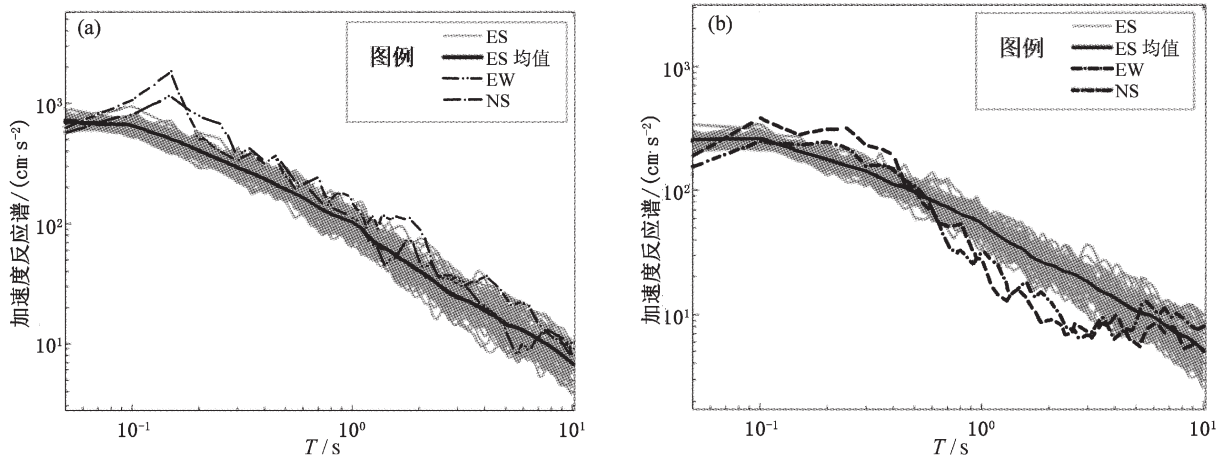 (a)
图例
ES
ES 均值
EW
NS
加速度反应谱/(cm·s⁻²)
10³
10²
10¹
10⁻¹
10⁰
10¹
T/s
(b)
图例
ES
ES 均值
EW
NS
加速度反应谱/(cm·s⁻²)
10³
10²
10¹
10⁻¹
10⁰
10¹
T/s